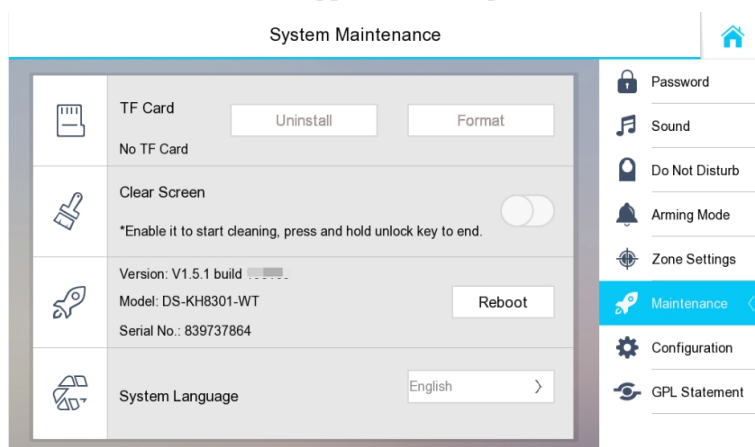 System Maintenance
TF Card
Uninstall
Format
No TF Card
Clear Screen
*Enable it to start cleaning, press and hold unlock key to end.
Version: V1.5.1 build
Model: DS-KH8301-WT
Reboot
Serial No.: 839737864
System Language
English
Password
Sound
Do Not Disturb
Arming Mode
Zone Settings
Maintenance
Configuration
GPL Statement